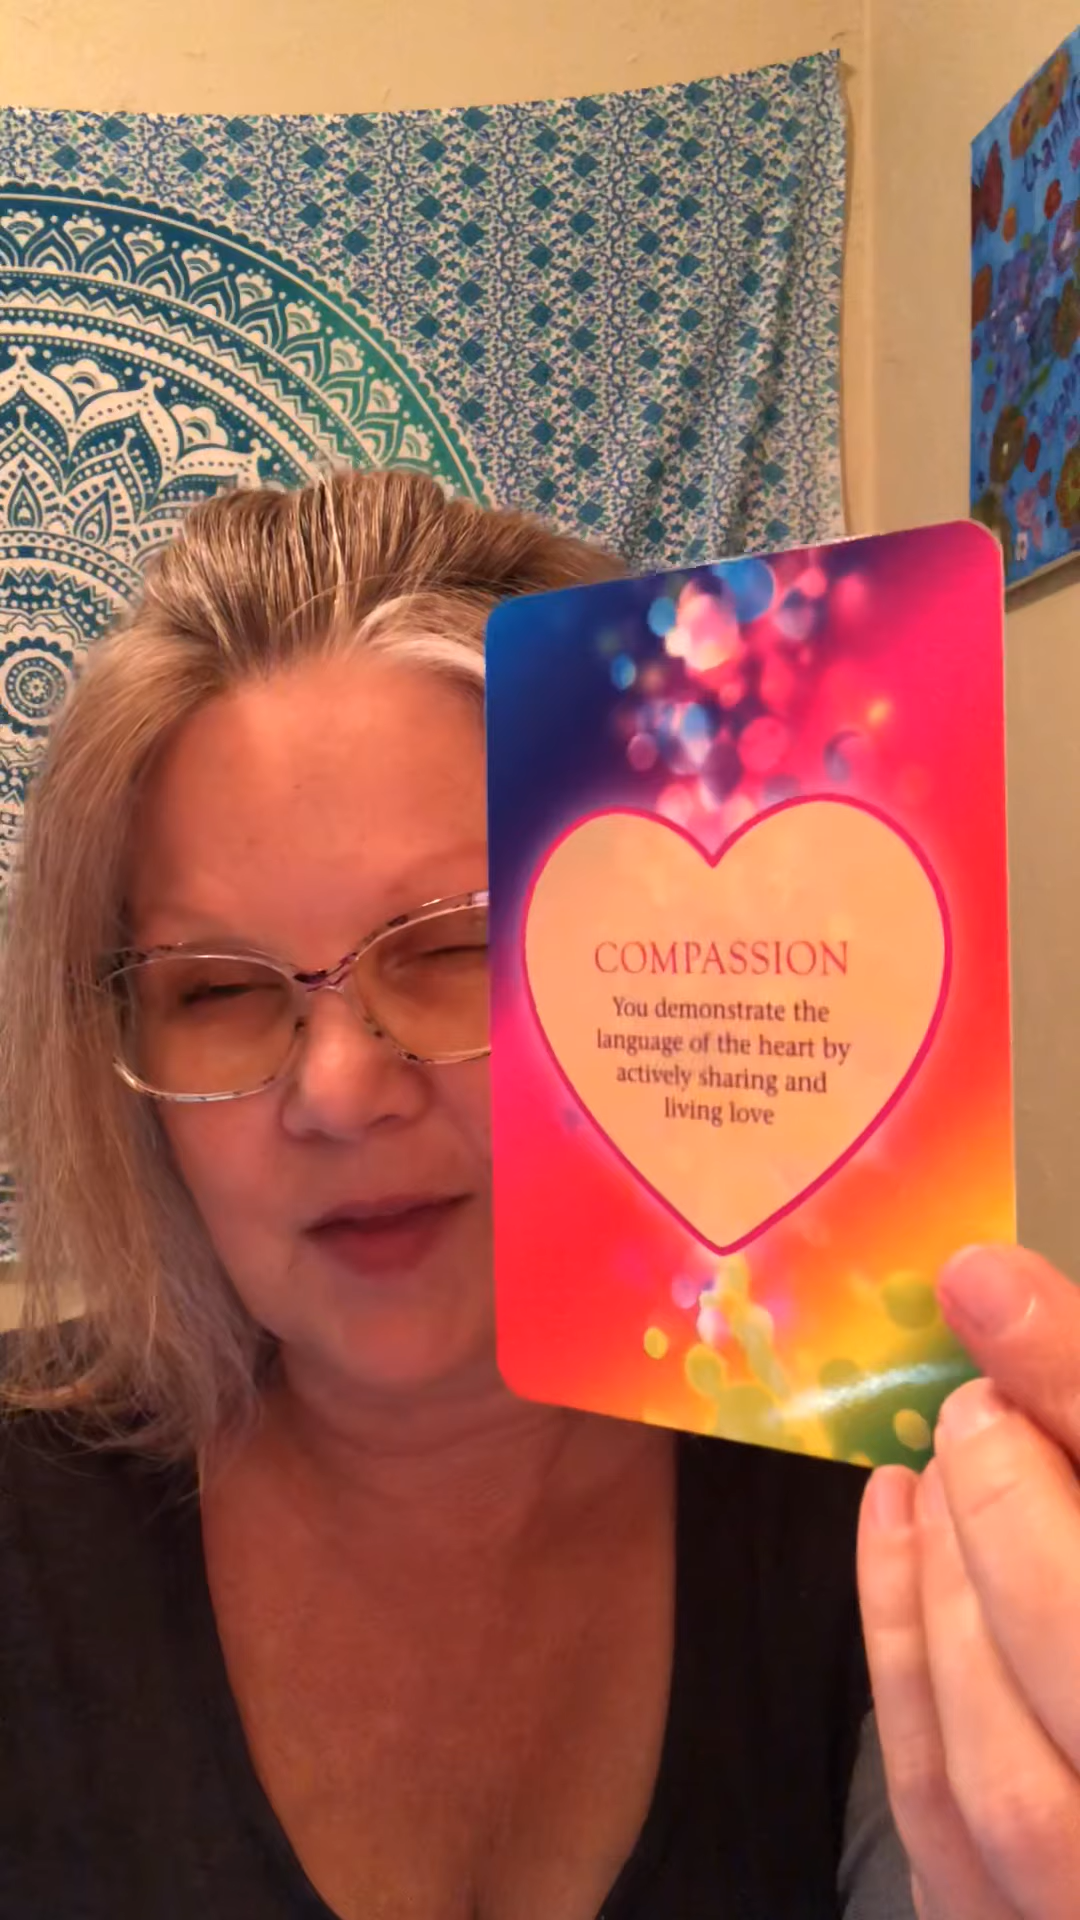 COMPASSION
You demonstrate the
language of the heart by
actively sharing and
living love